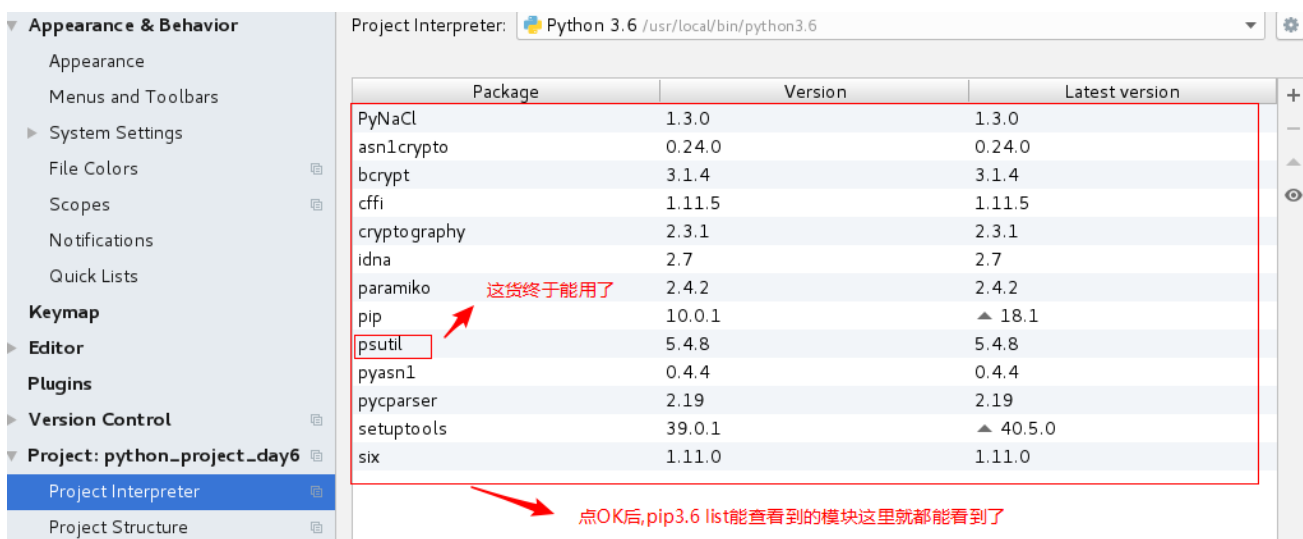 Appearance & Behavior
Appearance
Menus and Toolbars
System Settings
File Colors
Scopes
Notifications
Quick Lists
Keymap
Editor
Plugins
Version Control
Project: python_project_day6
Project Interpreter
Project Structure
Project Interpreter: Python 3.6 /usr/local/bin/python3.6
Package Version Latest version
PyNaCl 1.3.0 1.3.0
asn1crypto 0.24.0 0.24.0
bcrypt 3.1.4 3.1.4
cffi 1.11.5 1.11.5
cryptography 2.3.1 2.3.1
idna 2.7 2.7
paramiko 这货终于能用了 2.4.2 2.4.2
pip 10.0.1 18.1
psutil 5.4.8 5.4.8
pyasn1 0.4.4 0.4.4
pycparser 2.19 2.19
setuptools 39.0.1 40.5.0
six 1.11.0 1.11.0
点OK后,pip3.6 list能查看到的模块这里就都能看到了